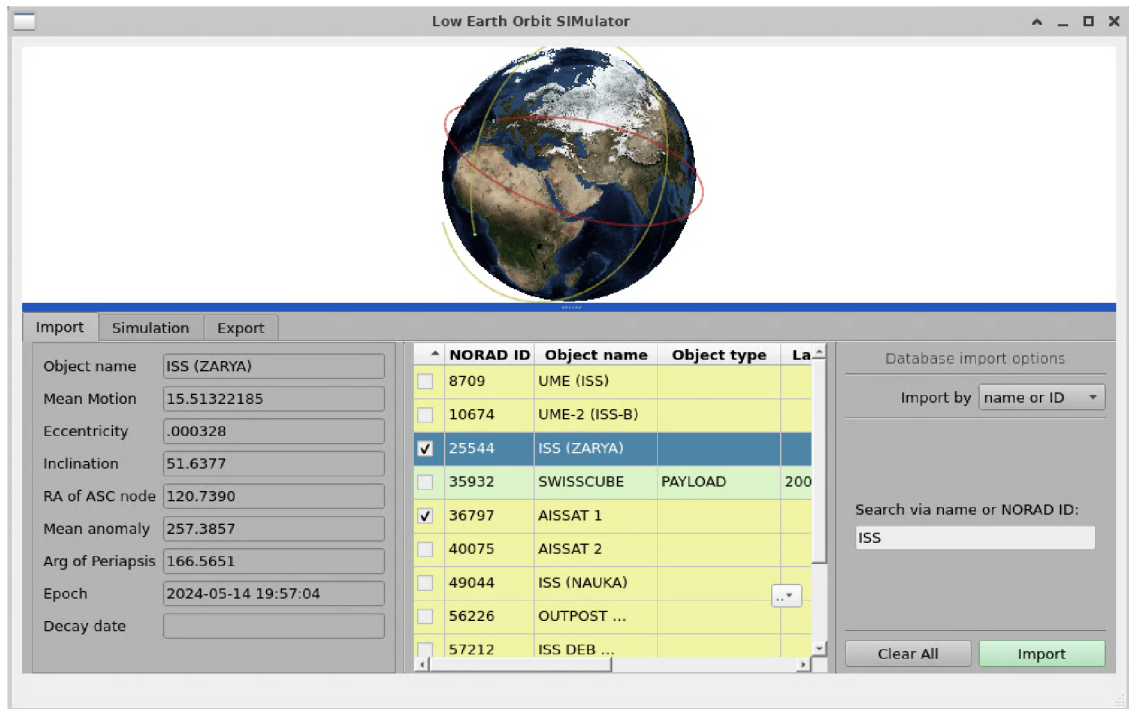 Low Earth Orbit SIMulator
Import Simulation Export
Object name ISS (ZARYA)
Mean Motion 15.51322185
Eccentricity .000328
Inclination 51.6377
RA of ASC node 120.7390
Mean anomaly 257.3857
Arg of Periapsis 166.5651
Epoch 2024-05-14 19:57:04
Decay date
NORAD ID Object name Object type La
8709 UME (ISS)
10674 UME-2 (ISS-B)
25544 ISS (ZARYA)
35932 SWISSCUBE PAYLOAD 200
36797 AISSAT 1
40075 AISSAT 2
49044 ISS (NAUKA)
..
56226 OUTPOST ...
57212 ISS DEB ...
Database import options
Import by name or ID
Search via name or NORAD ID:
ISS
Clear All Import